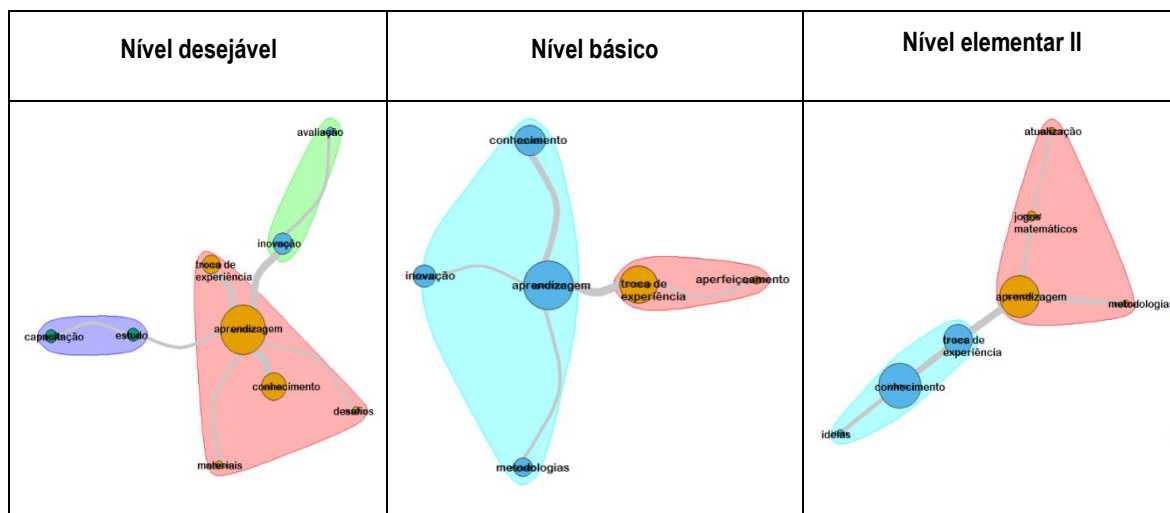 Nível desejável
Nível básico
Nível elementar II
avaliação
inovação
troca de
experiência
aprendizagem
capacitação
estudo
conhecimento
desafios
materiais
conhecimento
inovação
aprendizagem
troca de
experiência
aperfeiçoamento
metodologias
atualização
jogos
matemáticos
aprendizagem
metodologias
troca de
experiência
conhecimento
ideias